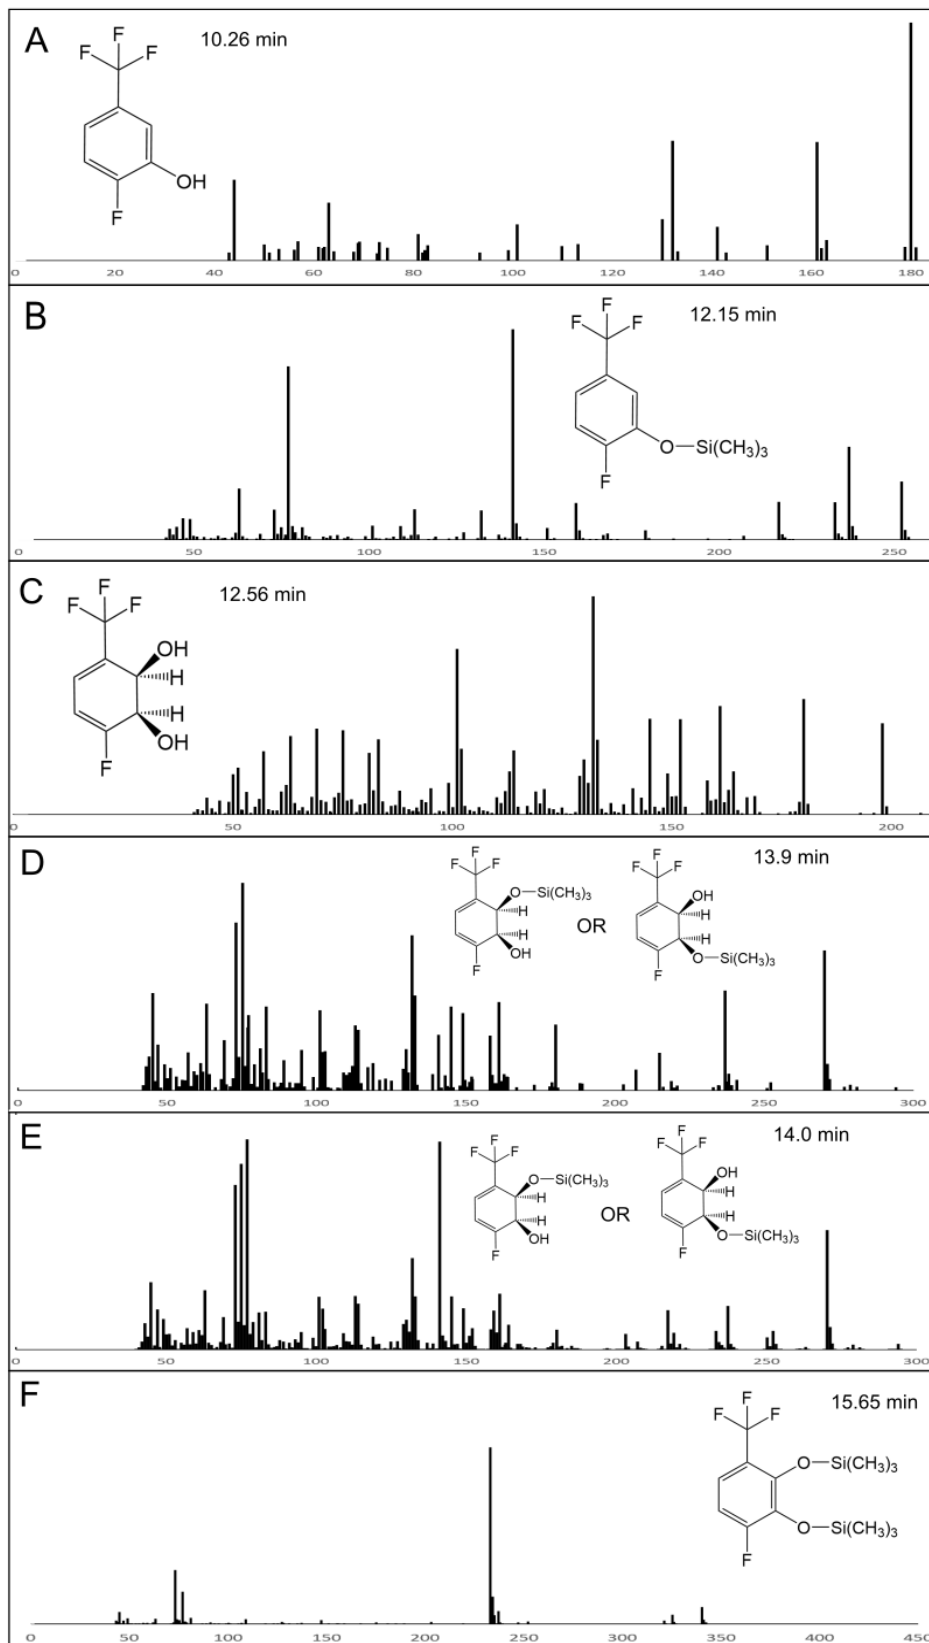 A
10.26 min
F
F
F
OH
F
0 20 40 60 80 100 120 140 160 180
B
12.15 min
F
F
F
O—Si(CH₃)₃
F
0 50 100 150 200 250
C
12.56 min
F
F
F
OH
H
H
OH
F
0 50 100 150 200
D
13.9 min
F
F
F
O—Si(CH₃)₃
H
H
OH
F
OR
F
F
F
OH
H
H
O—Si(CH₃)₃
F
0 50 100 150 200 250 300
E
14.0 min
F
F
F
O—Si(CH₃)₃
H
H
OH
F
OR
F
F
F
OH
H
H
O—Si(CH₃)₃
F
0 50 100 150 200 250 300
F
15.65 min
F
F
F
O—Si(CH₃)₃
O—Si(CH₃)₃
F
0 50 100 150 200 250 300 350 400 450